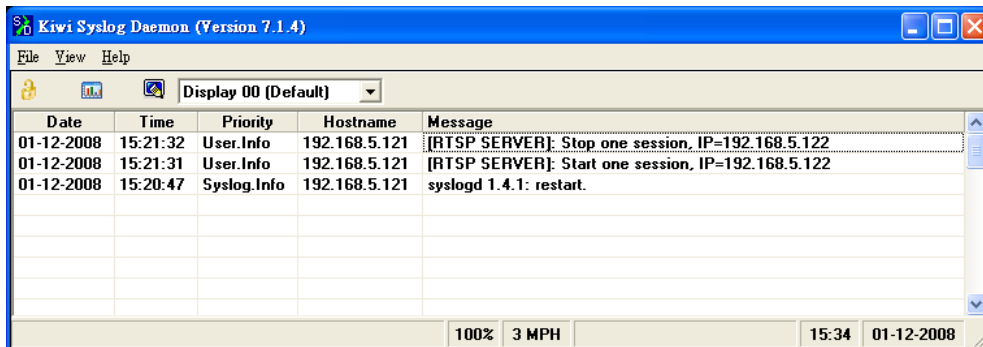 Kiwi Syslog Daemon (Version 7.1.4)
File View Help
Display 00 (Default)
Date Time Priority Hostname Message
01-12-2008 15:21:32 User.Info 192.168.5.121 [RTSP SERVER]: Stop one session, IP=192.168.5.122
01-12-2008 15:21:31 User.Info 192.168.5.121 [RTSP SERVER]: Start one session, IP=192.168.5.122
01-12-2008 15:20:47 Syslog.Info 192.168.5.121 syslogd 1.4.1: restart.
100% 3 MPH 15:34 01-12-2008